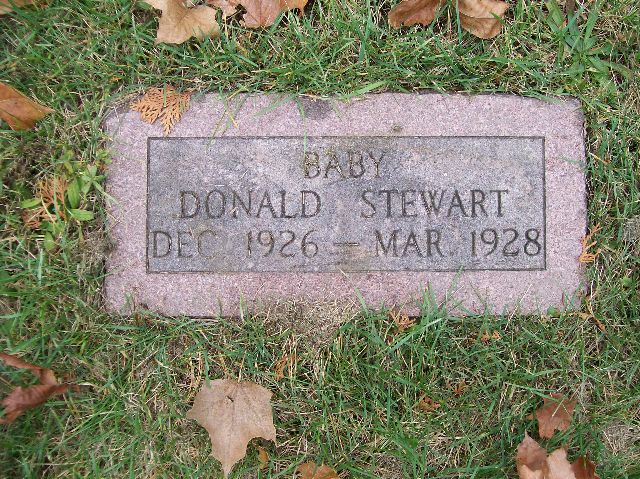 BABY
DONALD STEWART
DEC 1926 — MAR 1928